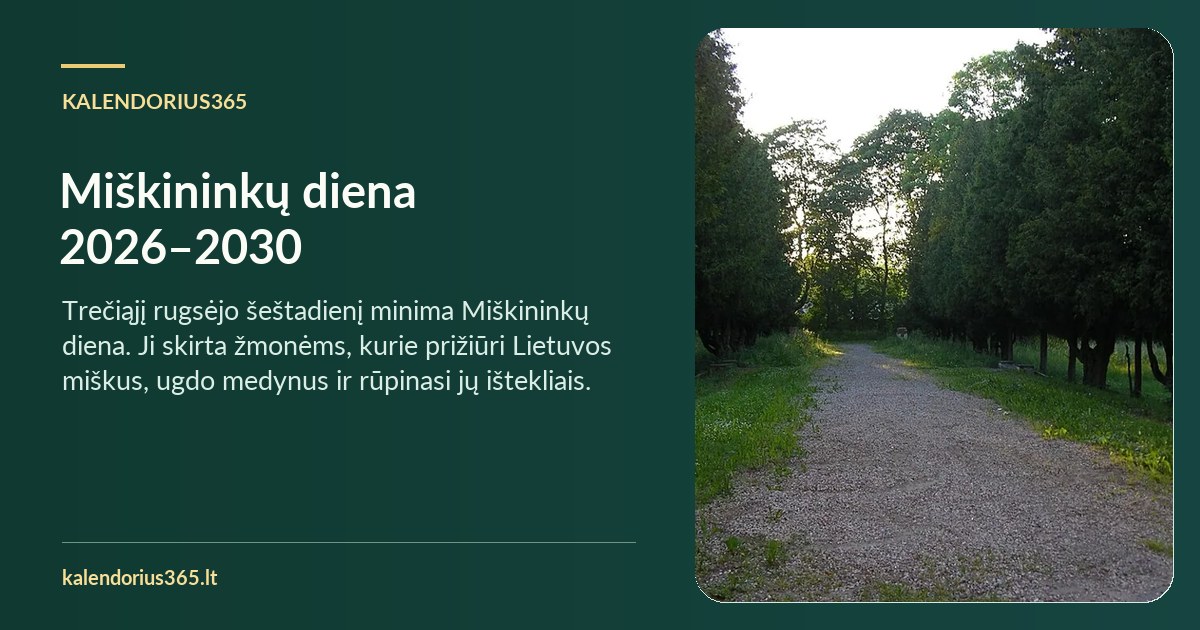 KALENDORIUS365
Miškininkų diena
2026–2030
Trečiąjį rugsėjo šeštadienį minima Miškininkų
diena. Ji skirta žmonėms, kurie prižiūri Lietuvos
miškus, ugdo medynus ir rūpinasi jų ištekliais.
kalendorius365.lt